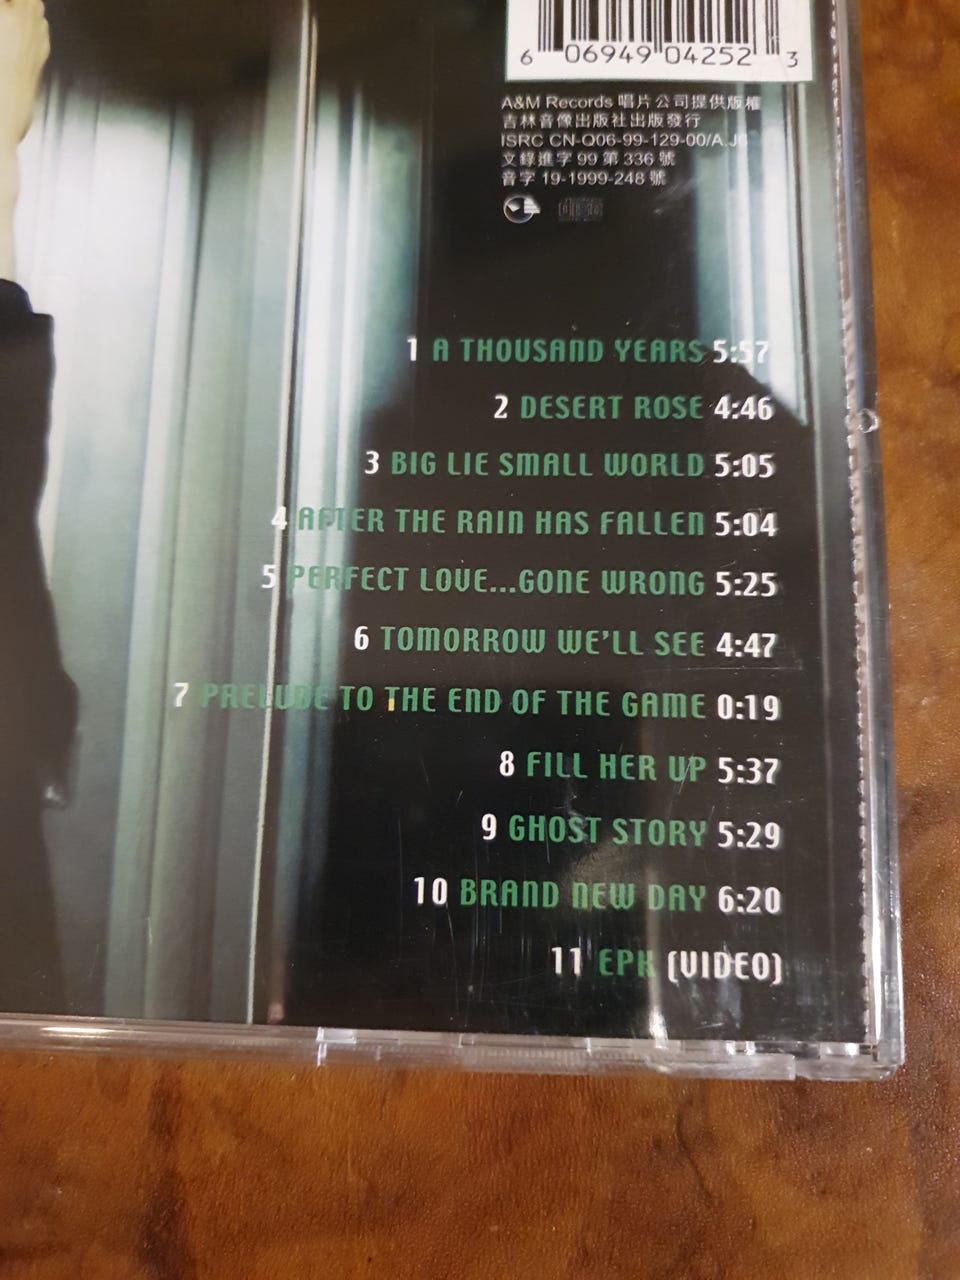 6 06949 04252 3
A&M Records 唱片公司提供版權
吉林音像出版社出版發行
ISRC CN-Q06-99-129-00/A.J6
文錄進字 99 第 336 號
音字 19-1999-248 號
1 A THOUSAND YEARS 5:57
2 DESERT ROSE 4:46
3 BIG LIE SMALL WORLD 5:05
4 AFTER THE RAIN HAS FALLEN 5:04
5 PERFECT LOVE...GONE WRONG 5:25
6 TOMORROW WE'LL SEE 4:47
7 PRELUDE TO THE END OF THE GAME 0:19
8 FILL HER UP 5:37
9 GHOST STORY 5:29
10 BRAND NEW DAY 6:20
11 EPK (VIDEO)